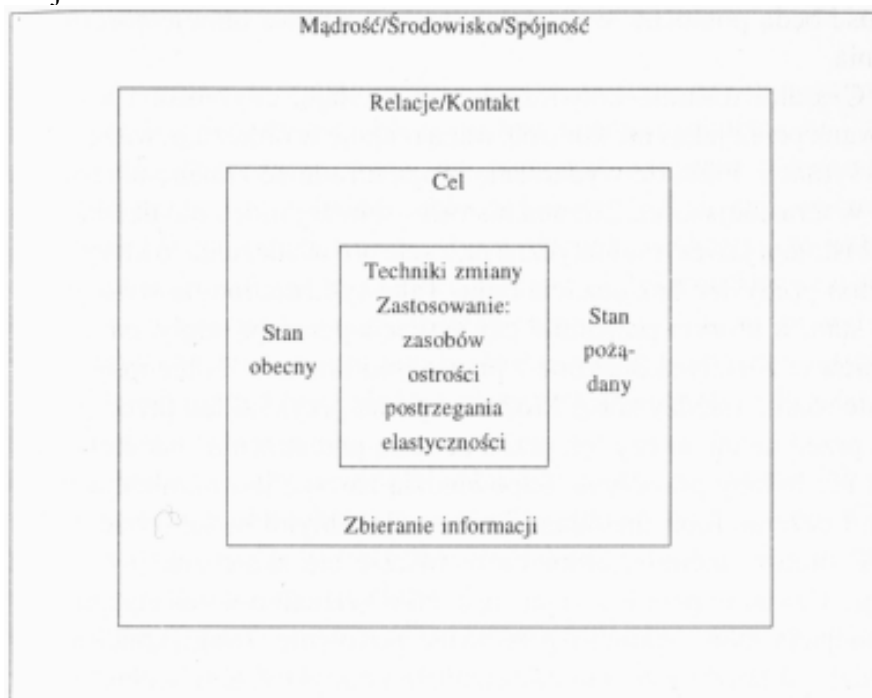 Mądrość/Środowisko/Spójność
Relacje/Kontakt
Cel
Techniki zmiany
Zastosowanie:
zasobów
ostrości
postrzegania
elastyczności
Stan
obecny
Stan
pożą-
dany
Zbieranie informacji